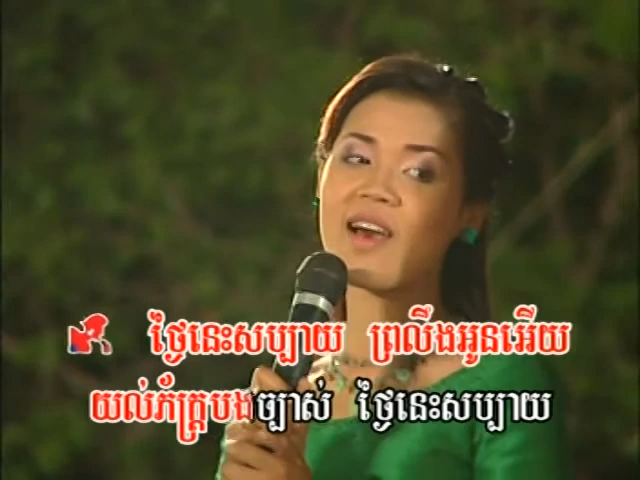 ថ្ងៃនេះសប្បាយ ព្រលឹងអូនអើយ
យល់ភ័ក្ត្របងច្បាស់ ថ្ងៃនេះសប្បាយ